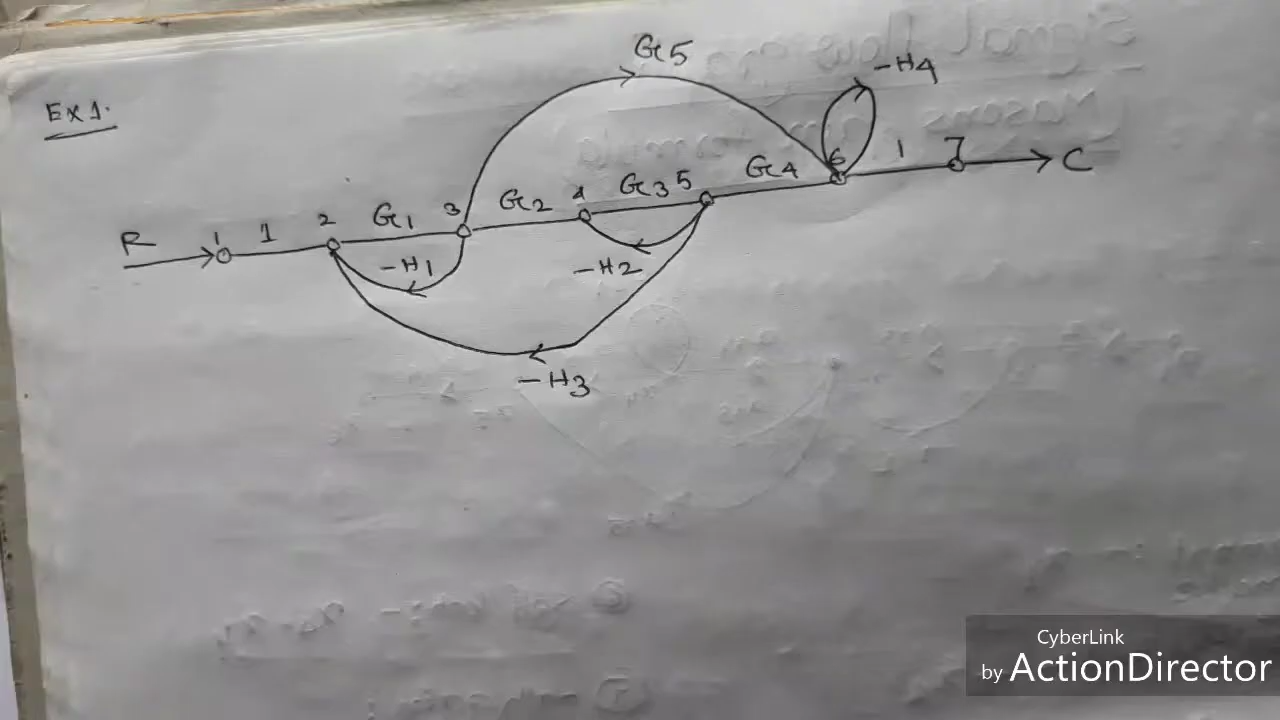 Ex 1.
G5
-H4
R 1 1 2 G1 3 G2 4 G3 5 G4 6 1 7 C
-H1
-H2
-H3
CyberLink
by ActionDirector